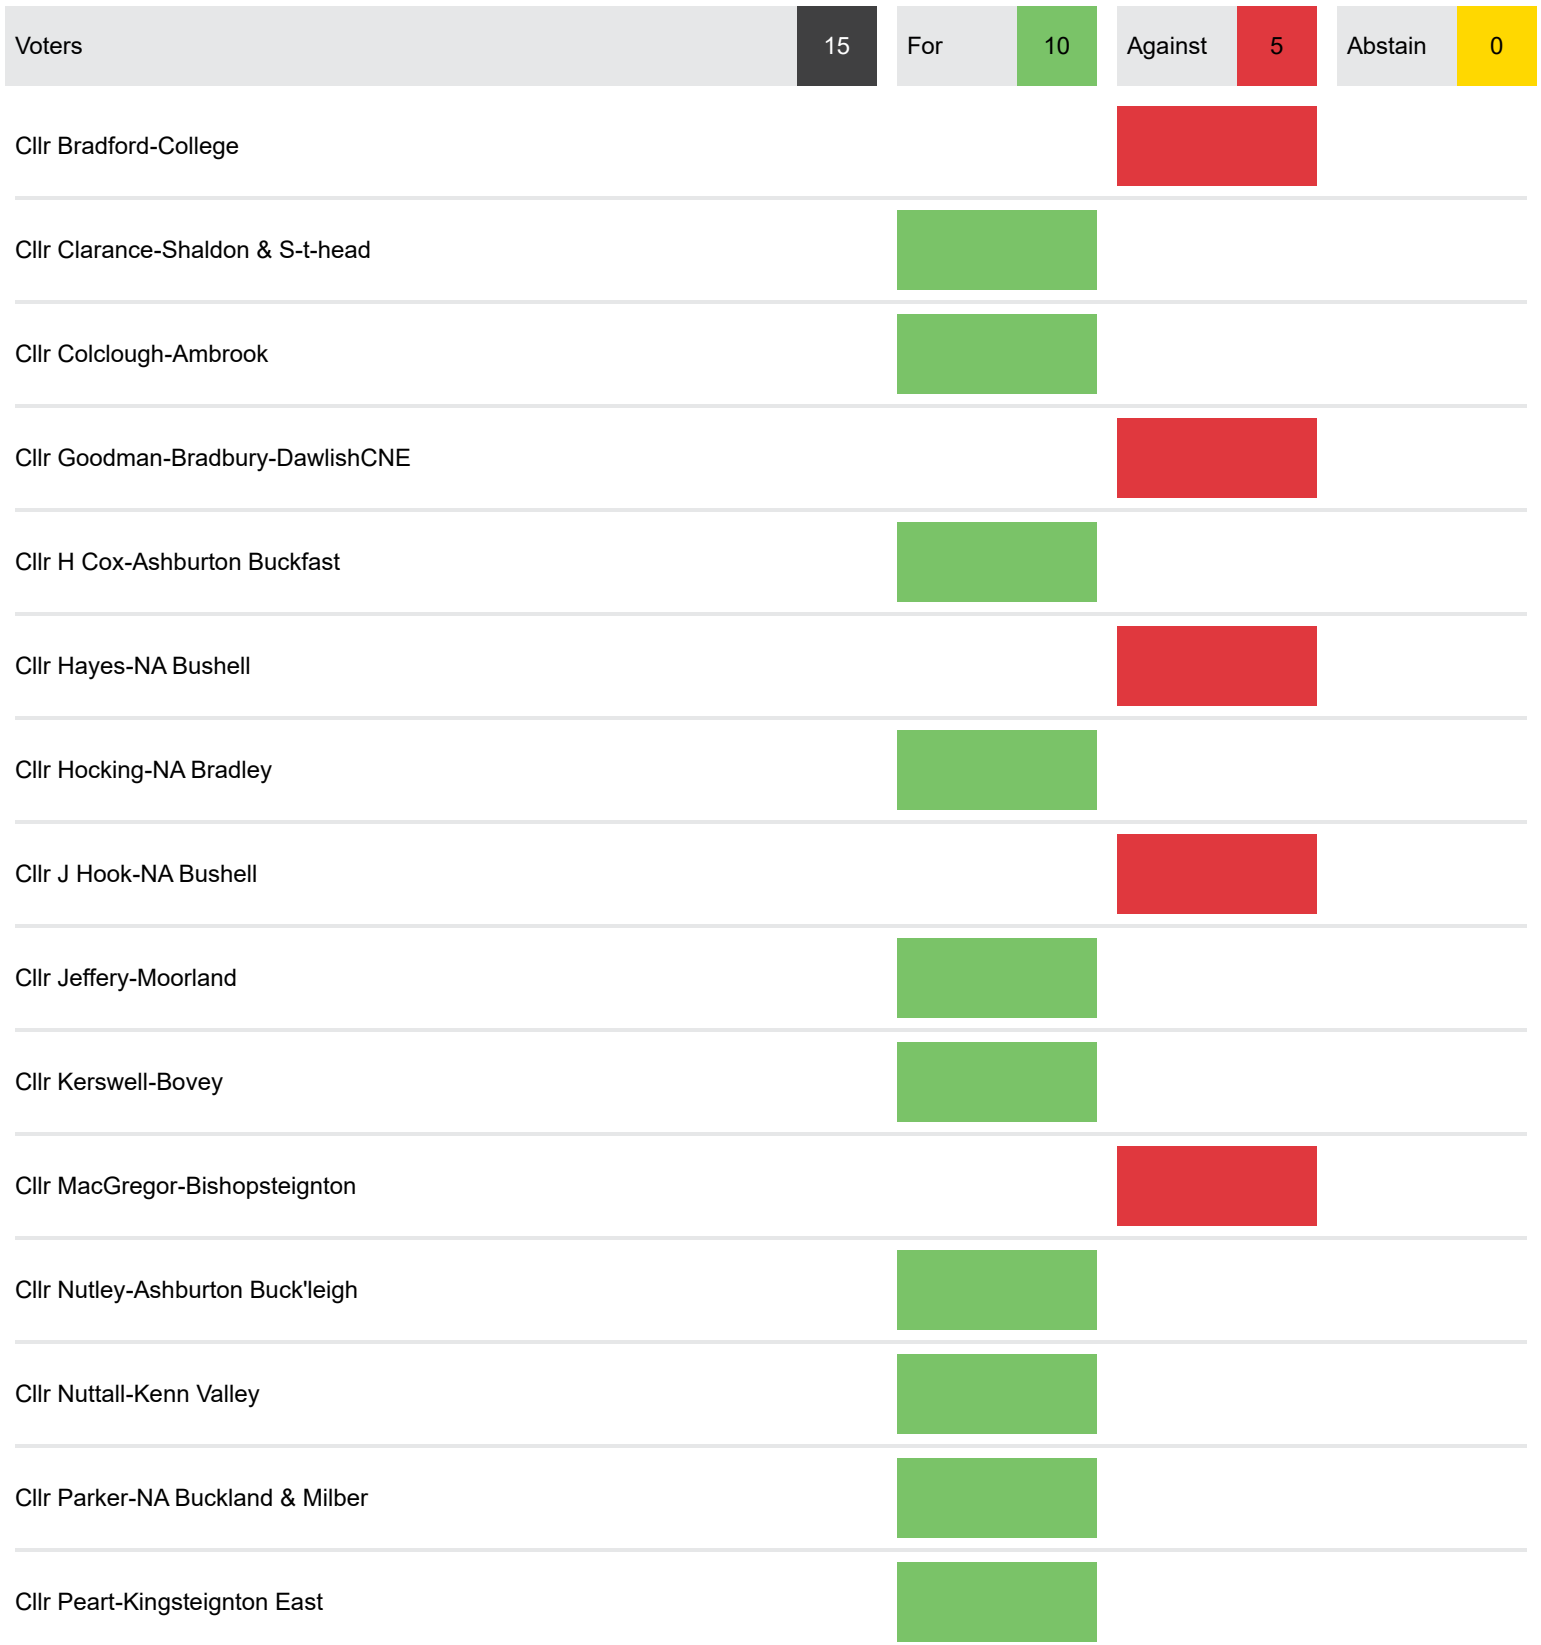 Voters 15 For 10 Against 5 Abstain 0
Cllr Bradford-College
Cllr Clarance-Shaldon & S-t-head
Cllr Colclough-Ambrook
Cllr Goodman-Bradbury-DawlishCNE
Cllr H Cox-Ashburton Buckfast
Cllr Hayes-NA Bushell
Cllr Hocking-NA Bradley
Cllr J Hook-NA Bushell
Cllr Jeffery-Moorland
Cllr Kerswell-Bovey
Cllr MacGregor-Bishopsteignton
Cllr Nutley-Ashburton Buck'leigh
Cllr Nuttall-Kenn Valley
Cllr Parker-NA Buckland & Milber
Cllr Peart-Kingsteignton East